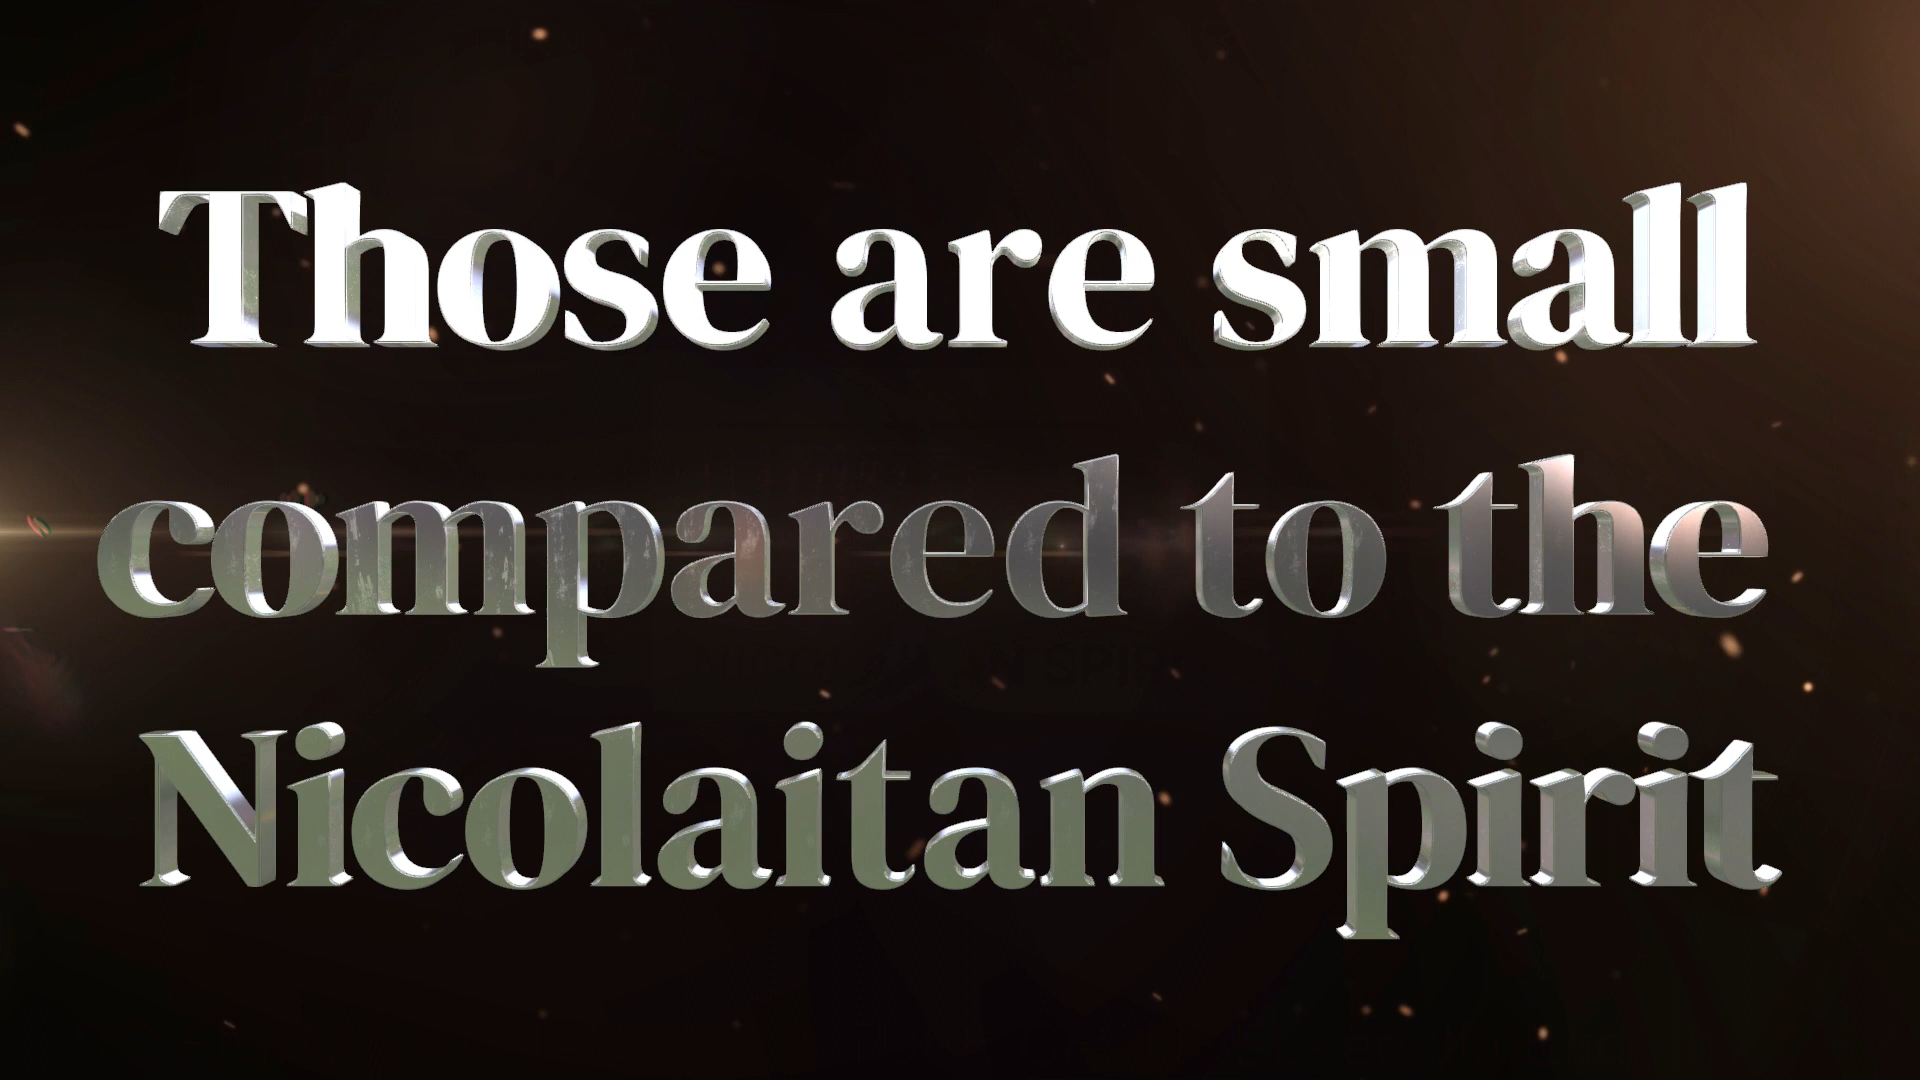 Those are small
compared to the
Nicolaitan Spirit